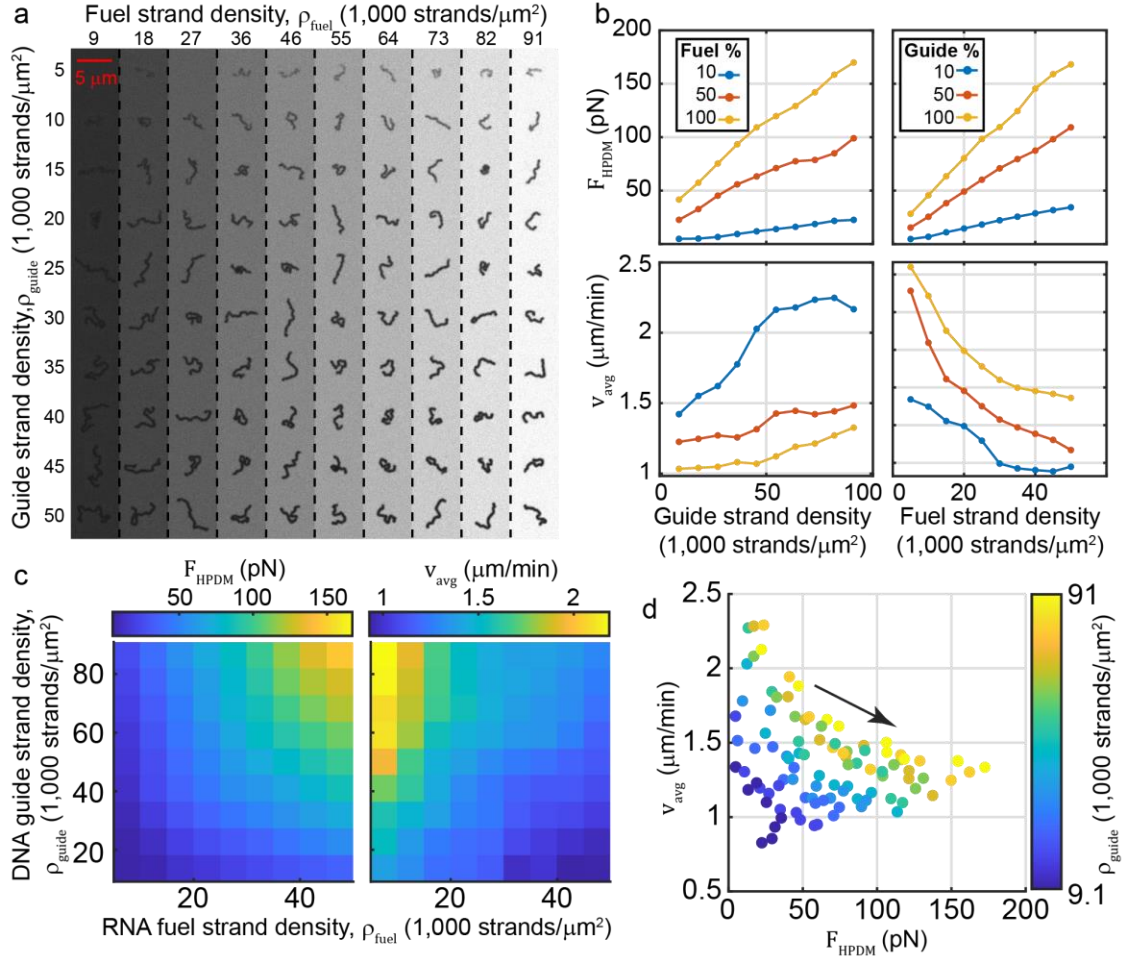 a
Fuel strand density, ρfuel (1,000 strands/μm²)
9 18 27 36 46 55 64 73 82 91
5 μm
Guide strand density, ρguide (1,000 strands/μm²)
5
10
15
20
25
30
35
40
45
50
b
FHPDM (pN)
200
150
100
50
Fuel %
10
50
100
Guide %
10
50
100
vavg (μm/min)
2.5
2
1.5
1
0 50 100
0 20 40
Guide strand density
(1,000 strands/μm²)
Fuel strand density
(1,000 strands/μm²)
c
FHPDM (pN)
50 100 150
vavg (μm/min)
1 1.5 2
DNA guide strand density,
ρguide (1,000 strands/μm²)
80
60
40
20
20 40
20 40
RNA fuel strand density, ρfuel (1,000 strands/μm²)
d
vavg (μm/min)
2.5
2
1.5
1
0.5
0 50 100 150 200
FHPDM (pN)
91
9.1
ρguide (1,000 strands/μm²)